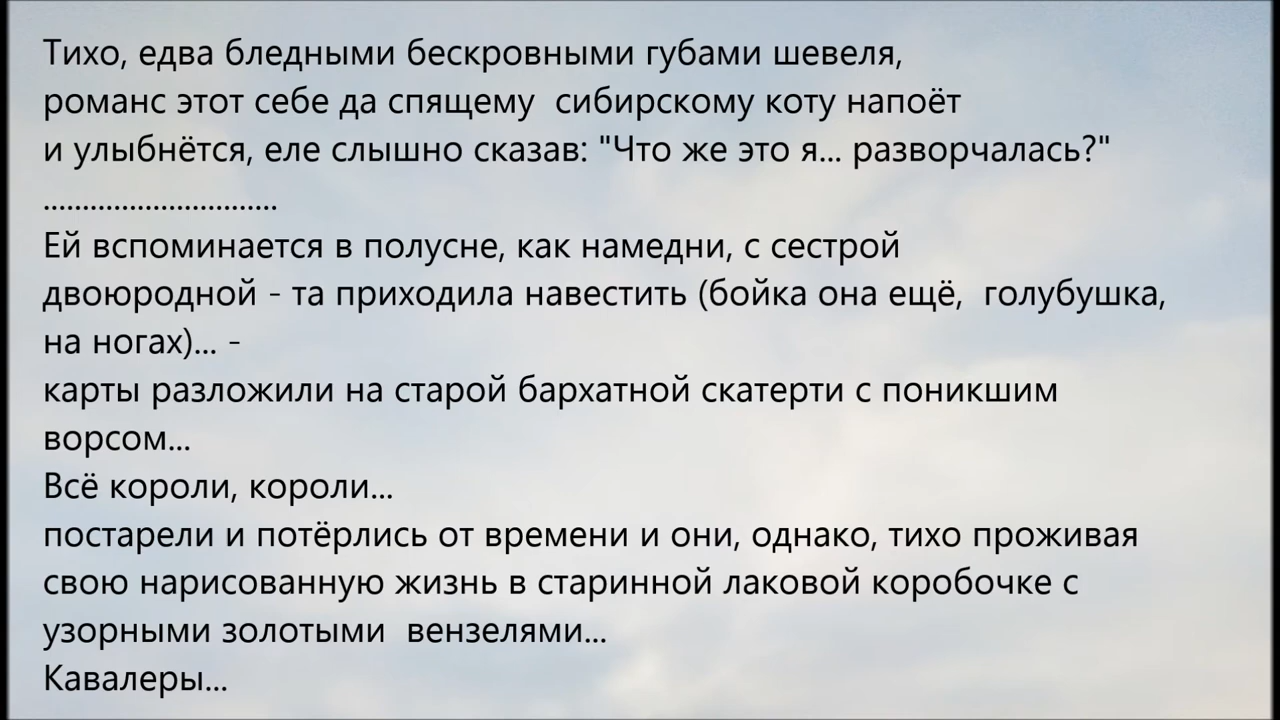 Тихо, едва бледными бескровными губами шевеля,
романс этот себе да спящему  сибирскому коту напоёт
и улыбнётся, еле слышно сказав: "Что же это я... разворчалась?"
..............................
Ей вспоминается в полусне, как намедни, с сестрой
двоюродной - та приходила навестить (бойка она ещё,  голубушка,
на ногах)... -
карты разложили на старой бархатной скатерти с поникшим
ворсом...
Всё короли, короли...
постарели и потёрлись от времени и они, однако, тихо проживая
свою нарисованную жизнь в старинной лаковой коробочке с
узорными золотыми  вензелями...
Кавалеры...